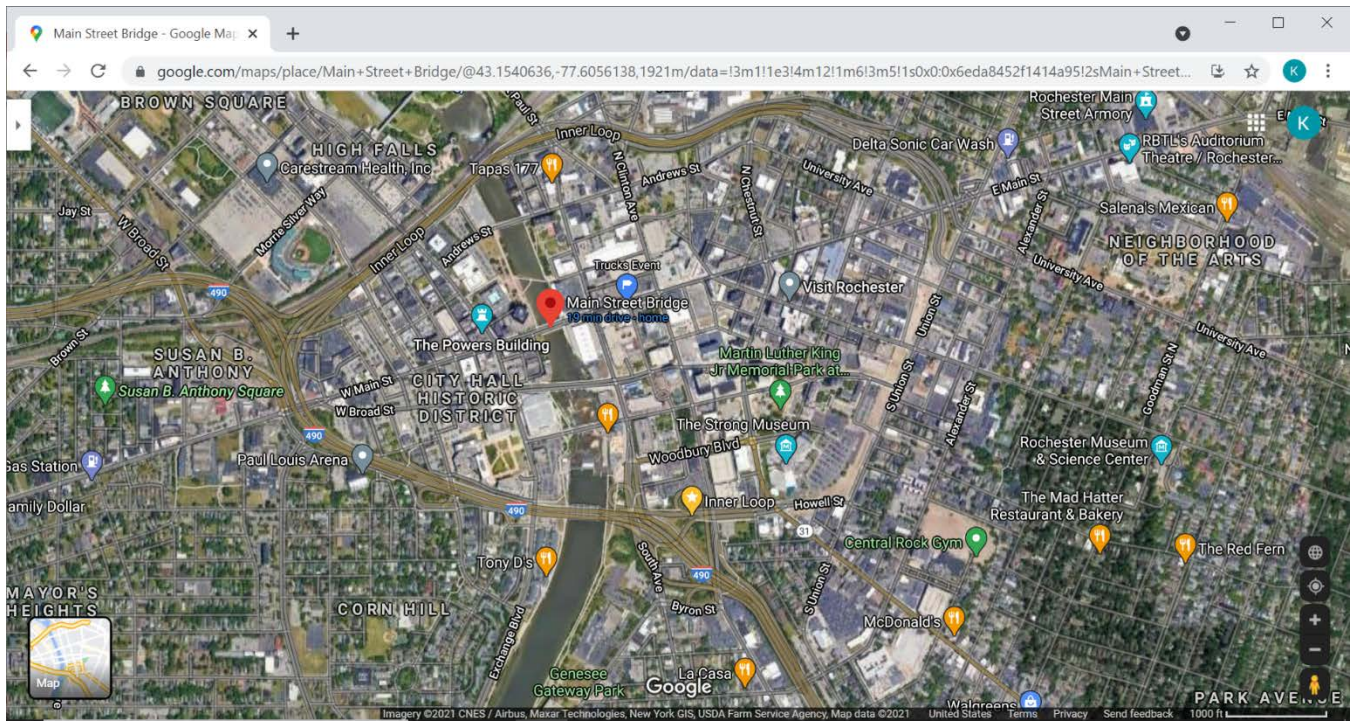 Main Street Bridge - Google Map
google.com/maps/place/Main+Street+Bridge/@43.1540636,-77.6056138,1921m/data=!3m1!1e3!4m12!1m6!3m5!1s0x0:0x6eda8452f1414a95!2sMain+Street...
K
BROWN SQUARE
Paul St
Inner Loop
Rochester Main
Street Armory
E Main St
K
HIGH FALLS
Carestream Health, Inc
Tapas 177
N Clinton Ave
Andrews St
N Chestnut St
University Ave
Delta Sonic Car Wash
RBTL's Auditorium
Theatre / Rochester...
E Main St
Alexander St
Salena's Mexican
Jay St
W Broad St
Morrie Silver Way
Inner Loop
Andrews St
NEIGHBORHOOD
OF THE ARTS
University Ave
Trucks Event
490
Main Street Bridge
19 min drive - home
Visit Rochester
Union St
University Ave
The Powers Building
Brown St
SUSAN B.
ANTHONY
Susan B. Anthony Square
W Main St
W Broad St
CITY HALL
HISTORIC
DISTRICT
Martin Luther King
Jr Memorial Park at...
S Union St
Alexander St
Goodman St N
The Strong Museum
490
Woodbury Blvd
Rochester Museum
& Science Center
Gas Station
Paul Louis Arena
amily Dollar
490
Inner Loop
Howell St
The Mad Hatter
Restaurant & Bakery
31
Central Rock Gym
The Red Fern
Tony D's
South Ave
490
S Union St
MAYOR'S
HEIGHTS
CORN HILL
Byron St
McDonald's
Exchange Blvd
Genesee
Gateway Park
La Casa
Map
Google
Walgreens
PARK AVENUE
Imagery ©2021 CNES / Airbus, Maxar Technologies, New York GIS, USDA Farm Service Agency, Map data ©2021 United States Terms Privacy Send feedback 1000 ft